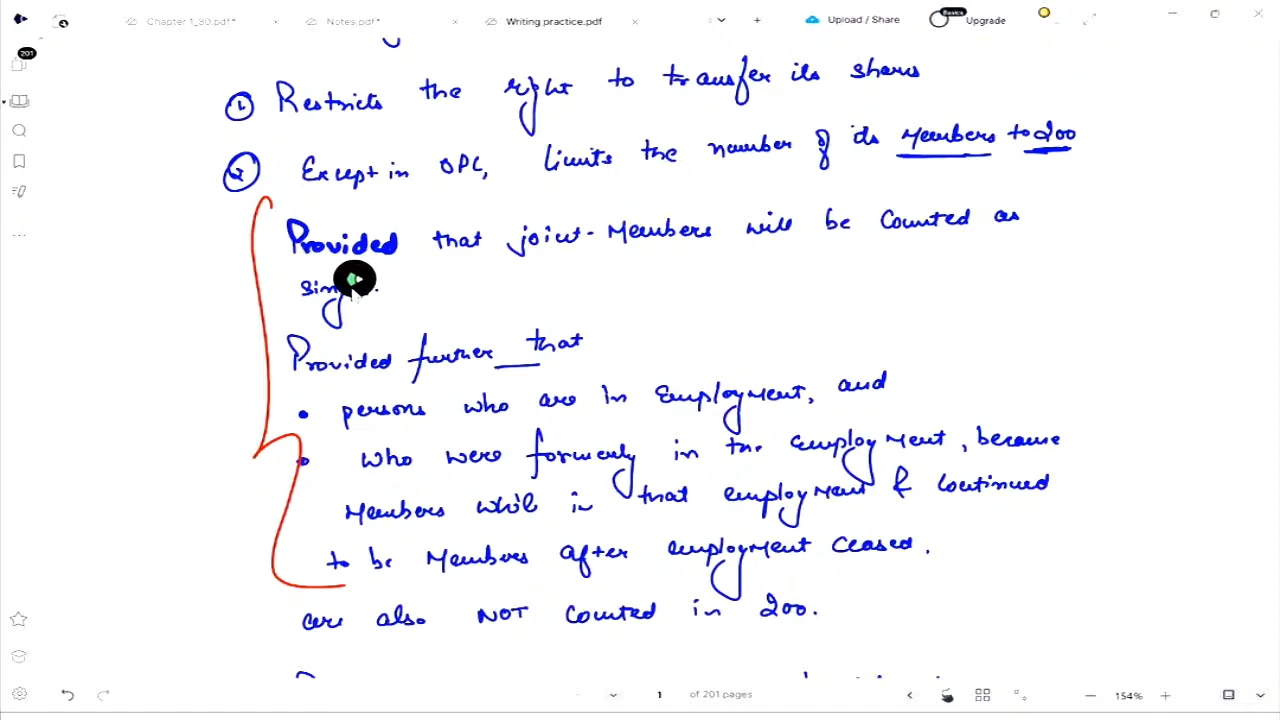 Chapter 1_30.pdf*
Notes.pdf*
Writing practice.pdf
Upload / Share
Basics
Upgrade
201
① Restricts the right to transfer its shares
② Except in OPC, limits the number of its Members to 200
Provided that joint-Members will be counted as
Provided further that
• persons who are in Employment, and
• who were formerly in the employment, because
Members while in that employment & continued
to be Members after employment ceased.
are also NOT counted in 200.
1 of 201 pages
154%